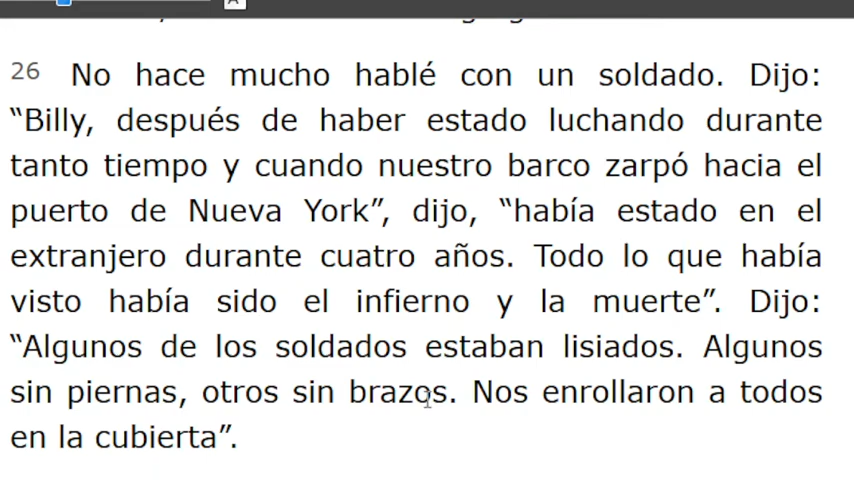 26 No hace mucho hablé con un soldado. Dijo:
“Billy, después de haber estado luchando durante
tanto tiempo y cuando nuestro barco zarpó hacia el
puerto de Nueva York”, dijo, “había estado en el
extranjero durante cuatro años. Todo lo que había
visto había sido el infierno y la muerte”. Dijo:
“Algunos de los soldados estaban lisiados. Algunos
sin piernas, otros sin brazos. Nos enrollaron a todos
en la cubierta”.